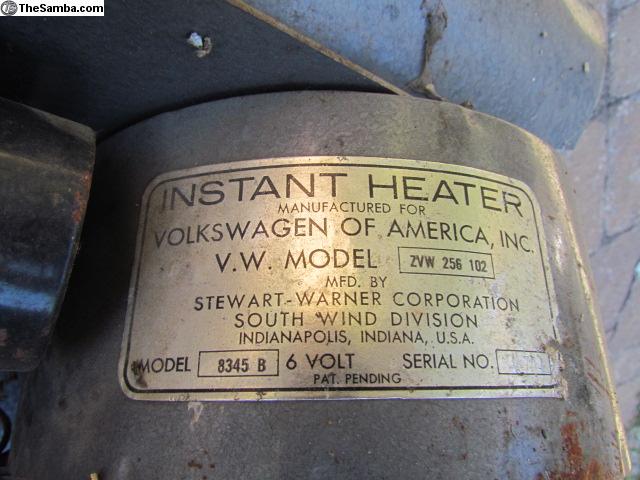 TheSamba.com
INSTANT HEATER
MANUFACTURED FOR
VOLKSWAGEN OF AMERICA, INC.
V.W. MODEL ZVW 256 102
MFD. BY
STEWART-WARNER CORPORATION
SOUTH WIND DIVISION
INDIANAPOLIS, INDIANA, U.S.A.
MODEL 8345 B 6 VOLT SERIAL NO.
PAT. PENDING